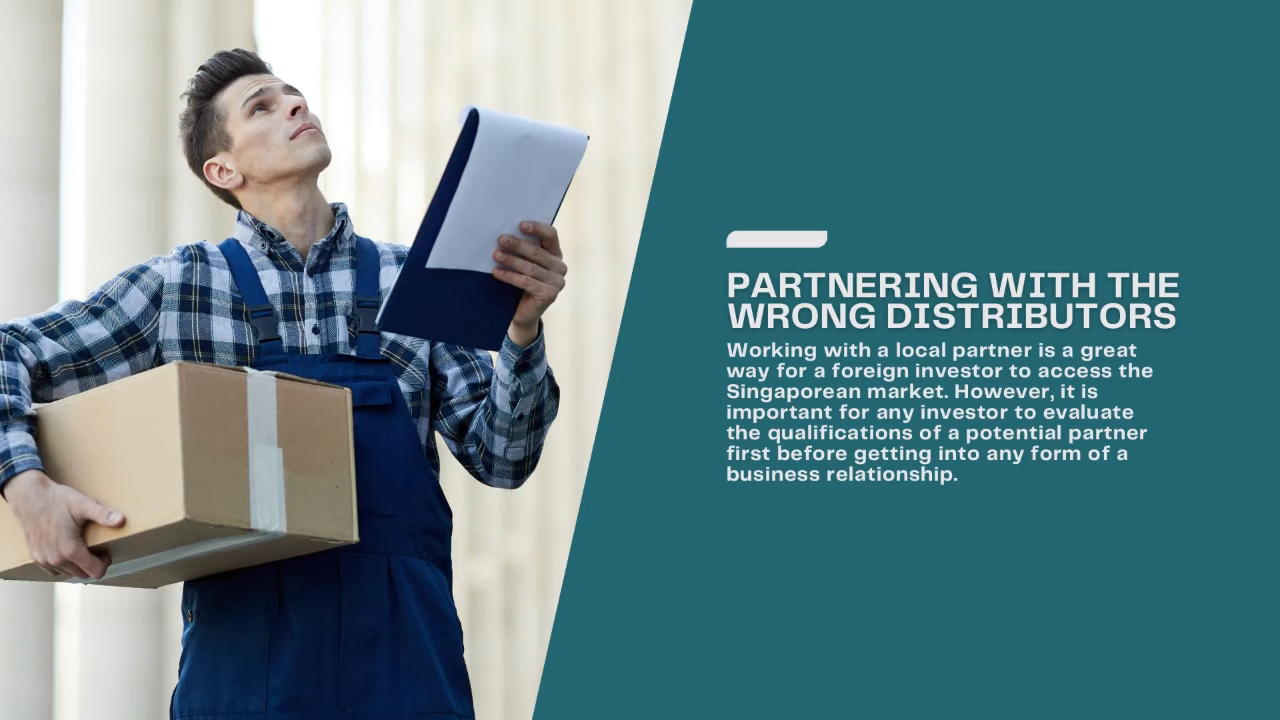 PARTNERING WITH THE
WRONG DISTRIBUTORS
Working with a local partner is a great
way for a foreign investor to access the
Singaporean market. However, it is
important for any investor to evaluate
the qualifications of a potential partner
first before getting into any form of a
business relationship.